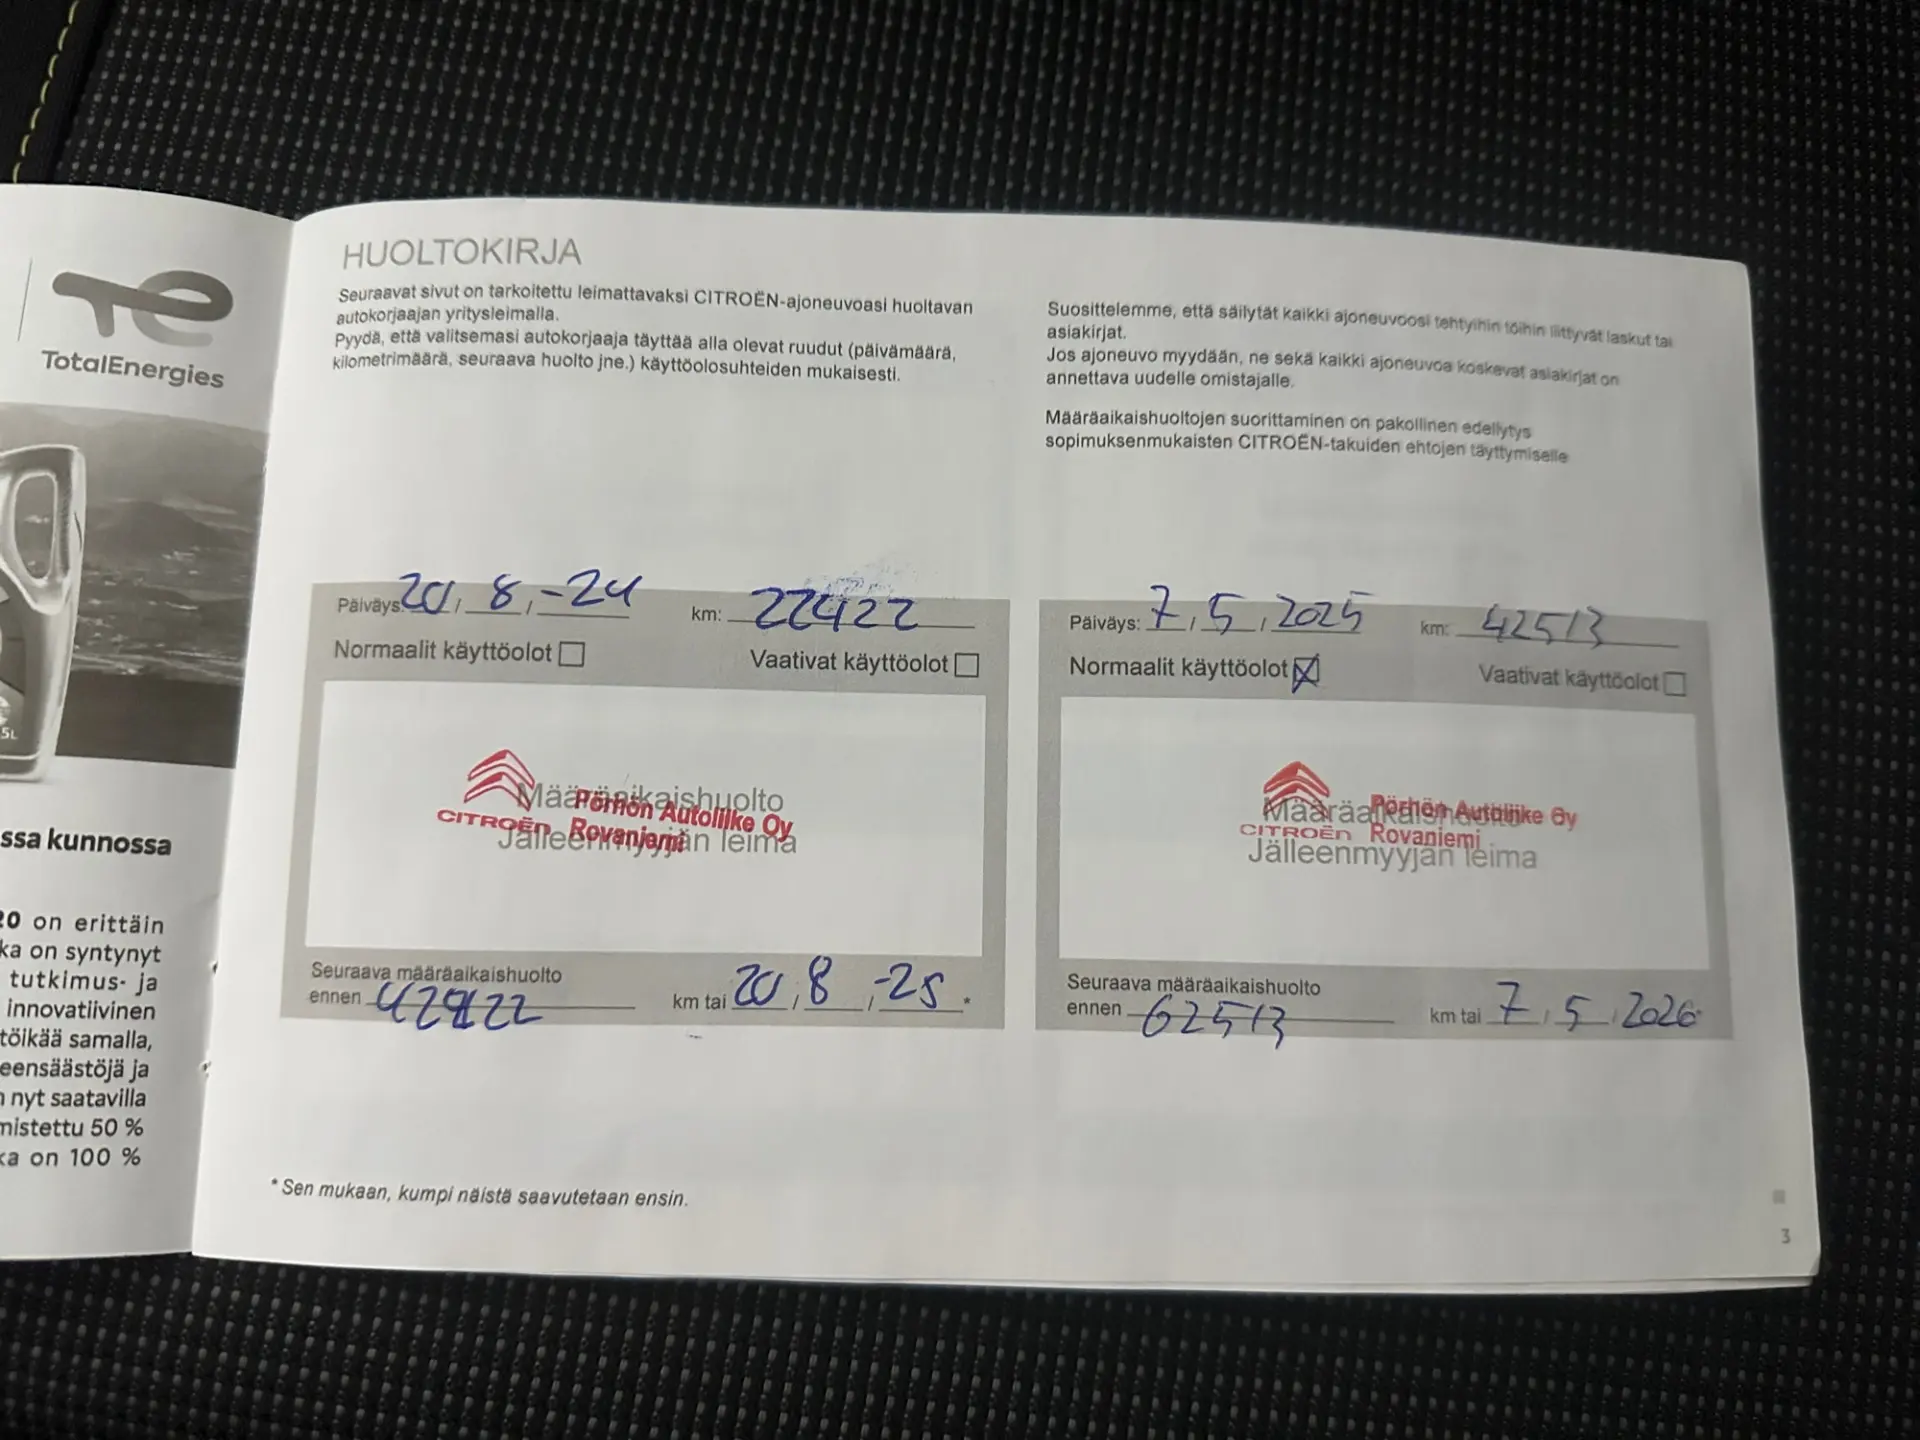 TotalEnergies
5L
ssa kunnossa
20 on erittäin
ka on syntynyt
tutkimus- ja
innovatiivinen
töikää samalla,
eensäästöjä ja
n nyt saatavilla
mistettu 50 %
ka on 100 %
HUOLTOKIRJA
Seuraavat sivut on tarkoitettu leimattavaksi CITROËN-ajoneuvoasi huoltavan
autokorjaajan yritysleimalla.
Pyydä, että valitsemasi autokorjaaja täyttää alla olevat ruudut (päivämäärä,
kilometrimäärä, seuraava huolto jne.) käyttöolosuhteiden mukaisesti.
Suosittelemme, että säilytät kaikki ajoneuvoosi tehtyihin töihin liittyvät laskut tai
asiakirjat.
Jos ajoneuvo myydään, ne sekä kaikki ajoneuvoa koskevat asiakirjat on
annettava uudelle omistajalle.
Määräaikaishuoltojen suorittaminen on pakollinen edellytys
sopimuksenmukaisten CITROËN-takuiden ehtojen täyttymiselle
Päiväys: 20 / 8 / -24 km: 22422
Normaalit käyttöolot Vaativat käyttöolot
Määräaikaishuolto
Jälleenmyyjän leima
CITROËN
Pörhön Autoliike Oy
Rovaniemi
Seuraava määräaikaishuolto
ennen 42422 km tai 20 / 8 / -25 *
Päiväys: 7 / 5 / 2025 km: 42513
Normaalit käyttöolot Vaativat käyttöolot
Määräaikaishuolto
Jälleenmyyjän leima
CITROËN
Pörhön Autoliike Oy
Rovaniemi
Seuraava määräaikaishuolto
ennen 62513 km tai 7 / 5 / 2026
* Sen mukaan, kumpi näistä saavutetaan ensin.
3